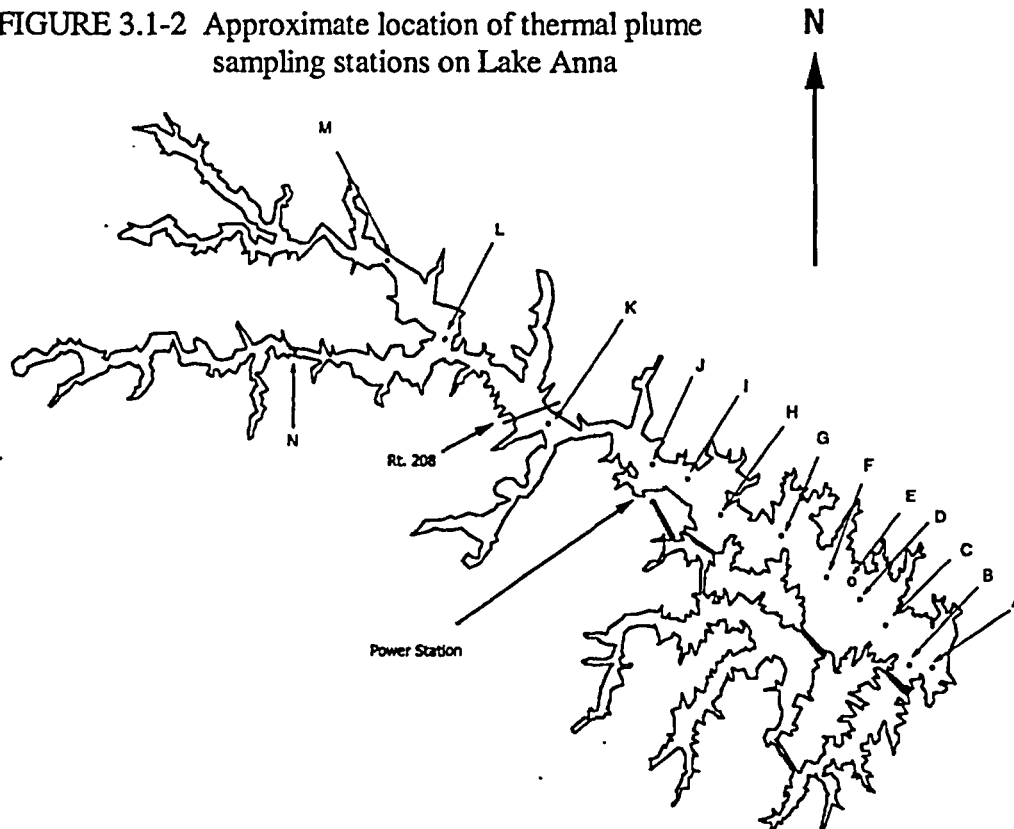 FIGURE 3.1-2 Approximate location of thermal plume
sampling stations on Lake Anna
N
M
L
K
J
I
H
G
F
E
D
C
B
A
N
Rt. 208
Power Station